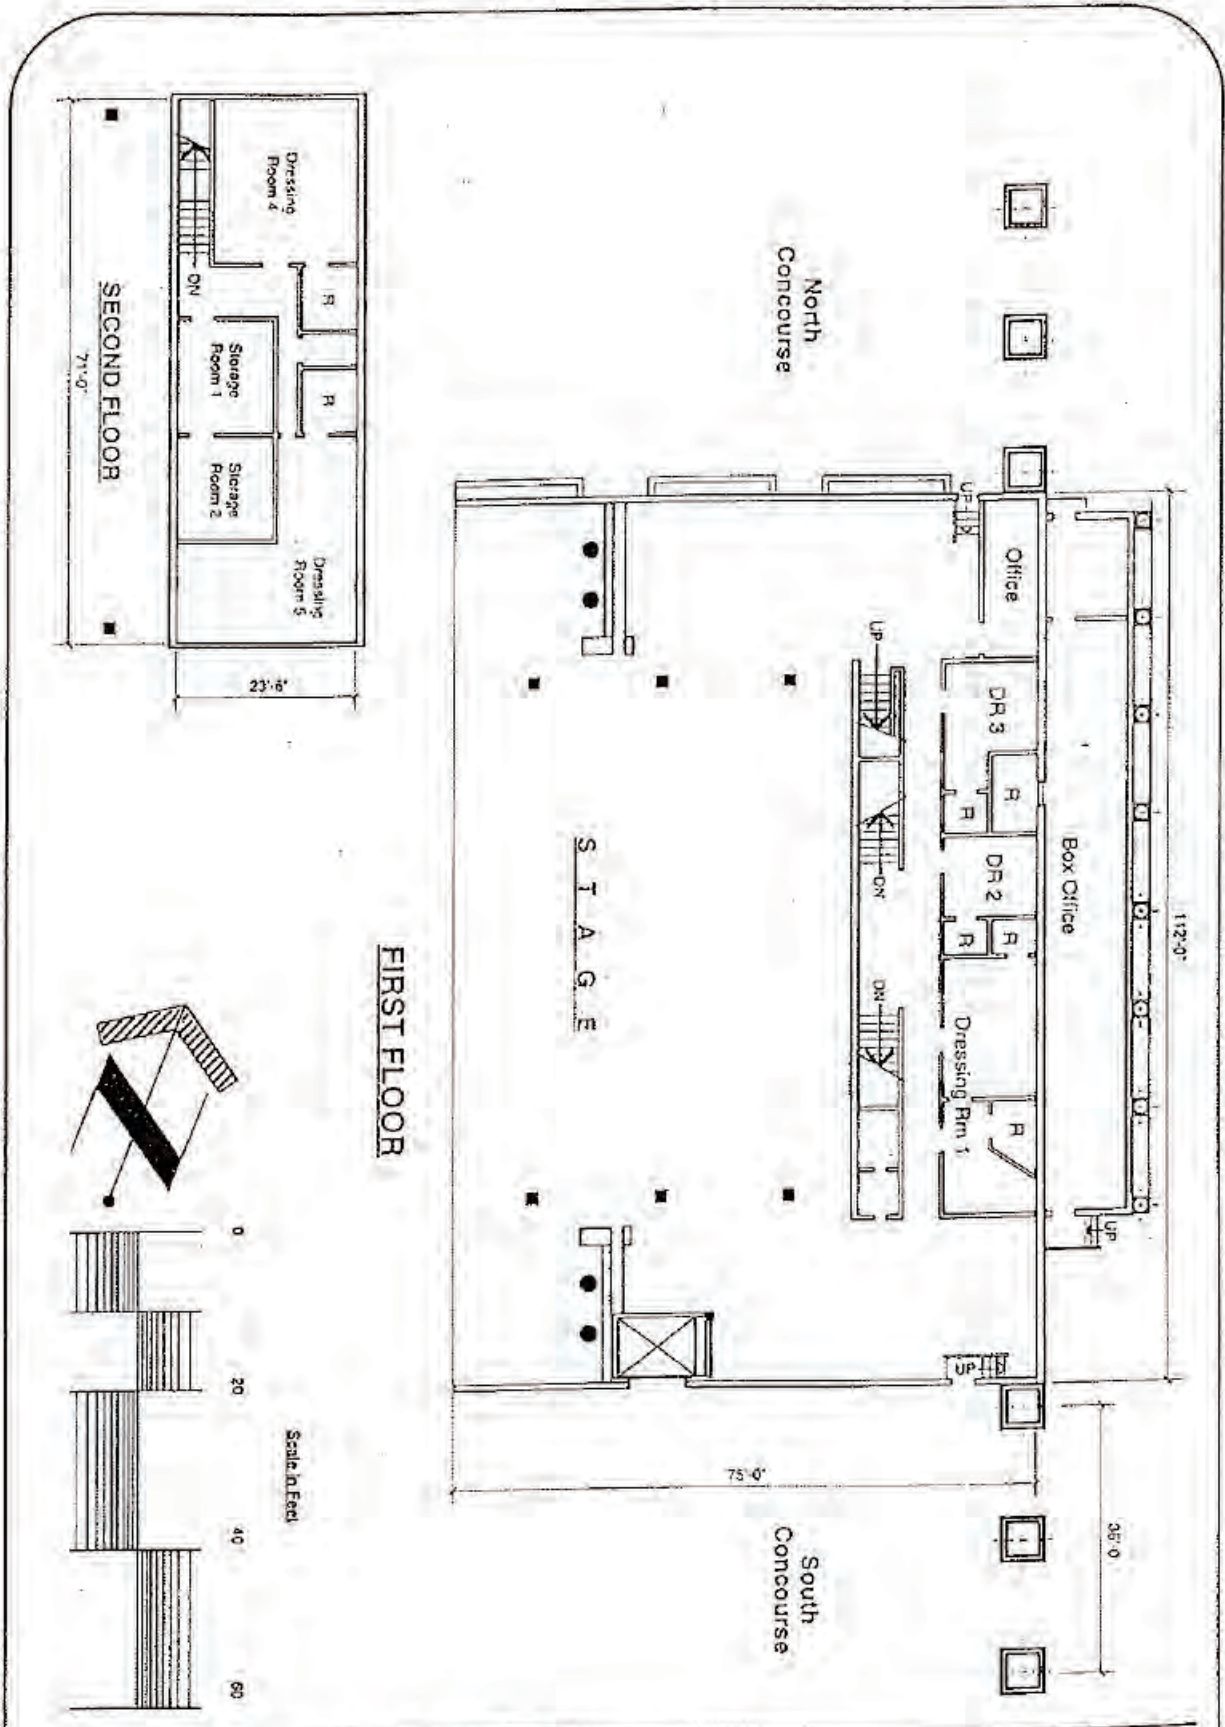 North
Concourse
UP
Office
UP
DR 3
R
R
DR 2
R
R
Dressing Rm 1
R
Box Office
UP
UP
DN
DN
112'-0"
S T A G E
75'-0"
35'-0
South
Concourse
FIRST FLOOR
Dressing
Room 4
R
DN
Storage
Room 1
R
Storage
Room 2
Dressing
Room 5
23'-6"
71'-0"
SECOND FLOOR
0
20
40
60
Scale in Feet